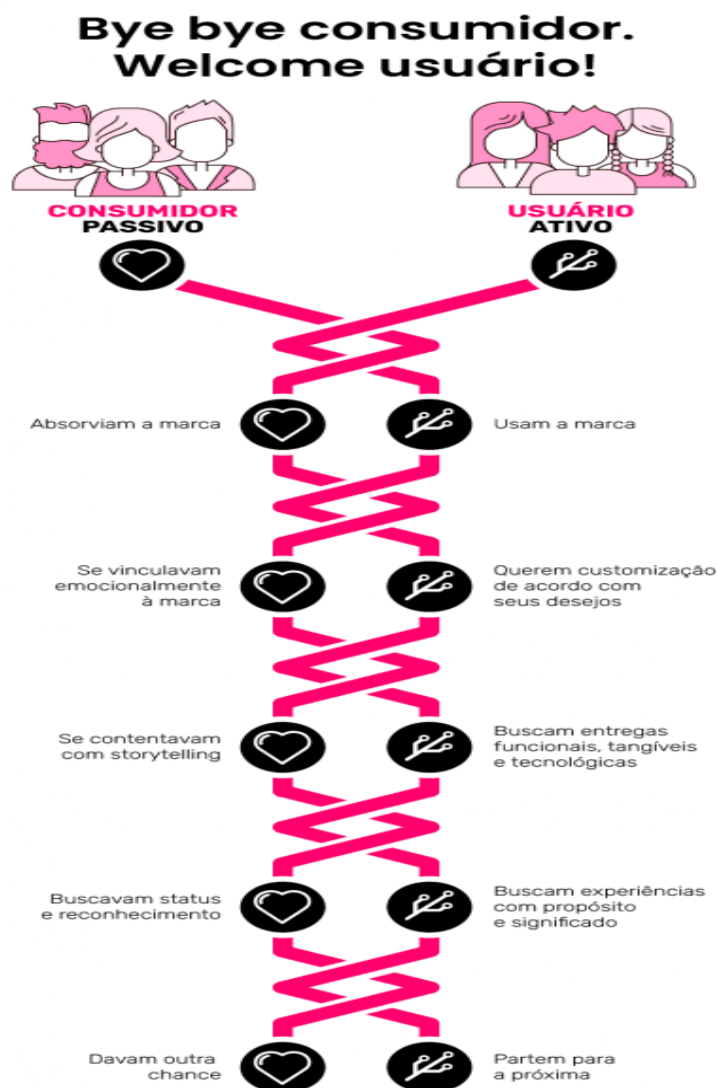 Bye bye consumidor.
Welcome usuário!
CONSUMIDOR
PASSIVO
USUÁRIO
ATIVO
Absorviam a marca
Usam a marca
Se vinculavam
emocionalmente
à marca
Querem customização
de acordo com
seus desejos
Se contentavam
com storytelling
Buscam entregas
funcionais, tangíveis
e tecnológicas
Buscavam status
e reconhecimento
Buscam experiências
com propósito
e significado
Davam outra
chance
Partem para
a próxima